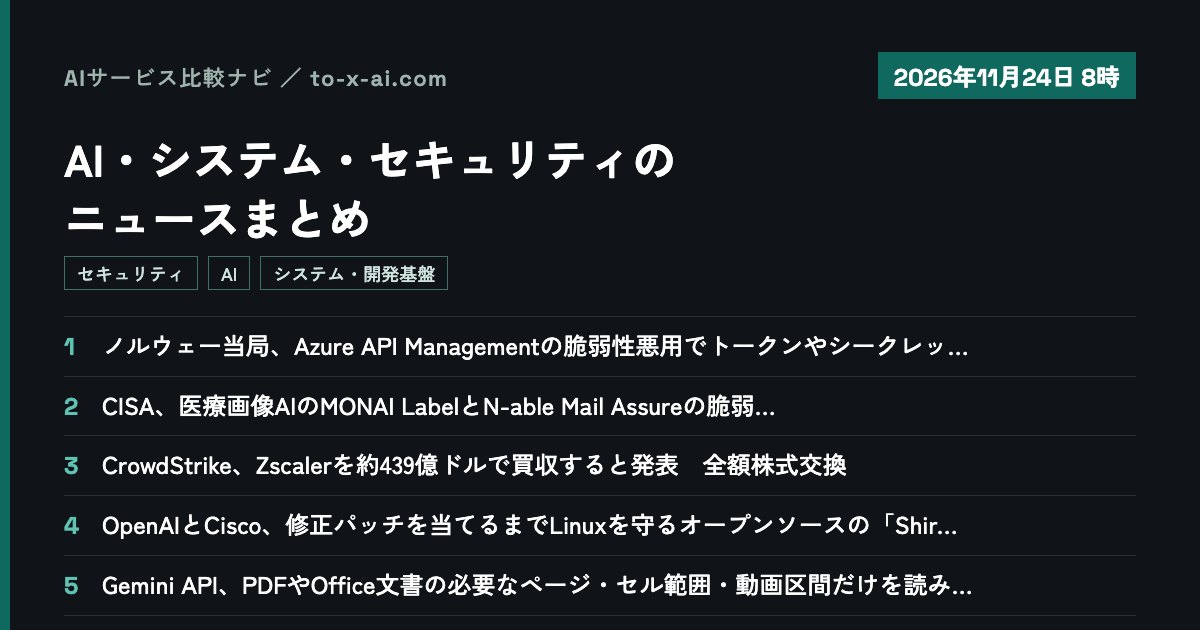 AIサービス比較ナビ ／ to-x-ai.com
2026年11月24日 8時
AI・システム・セキュリティの
ニュースまとめ
セキュリティ
AI
システム・開発基盤
1 ノルウェー当局、Azure API Managementの脆弱性悪用でトークンやシークレッ…
2 CISA、医療画像AIのMONAI LabelとN-able Mail Assureの脆弱…
3 CrowdStrike、Zscalerを約439億ドルで買収すると発表　全額株式交換
4 OpenAIとCisco、修正パッチを当てるまでLinuxを守るオープンソースの「Shir…
5 Gemini API、PDFやOffice文書の必要なページ・セル範囲・動画区間だけを読み…